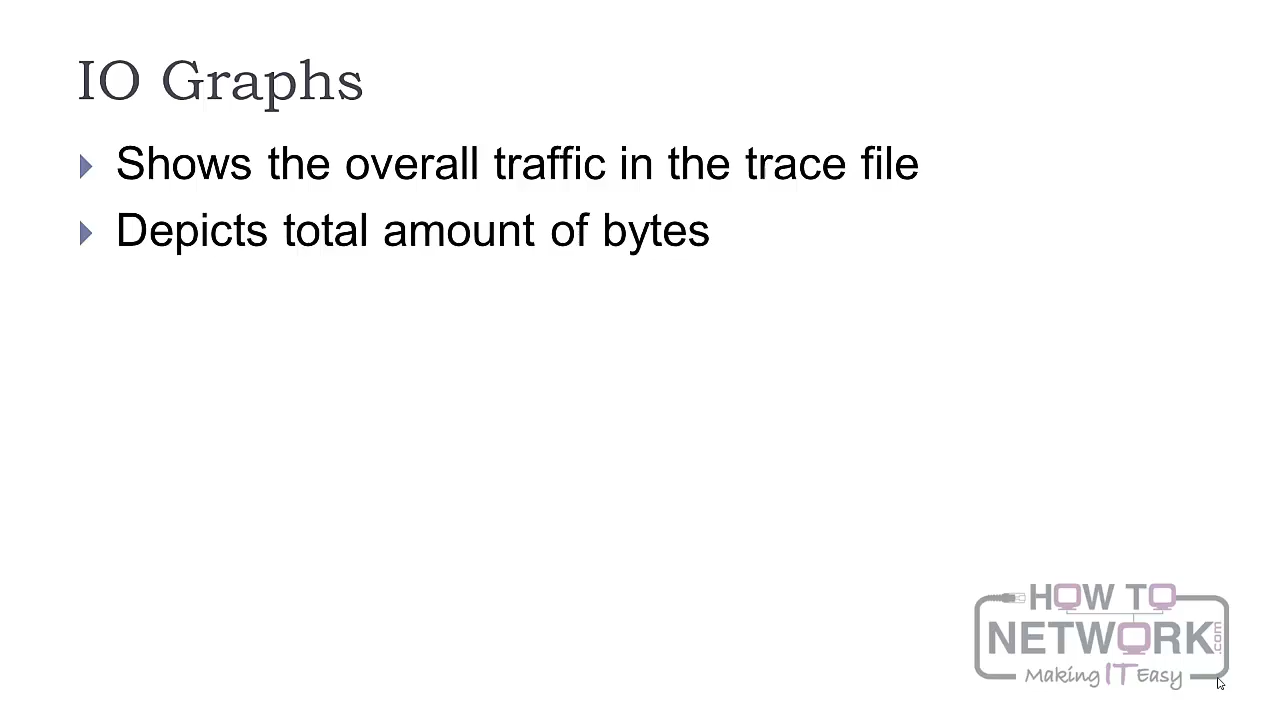 IO Graphs
Shows the overall traffic in the trace file
Depicts total amount of bytes
HOW TO
NETWORK.com
Making IT Easy